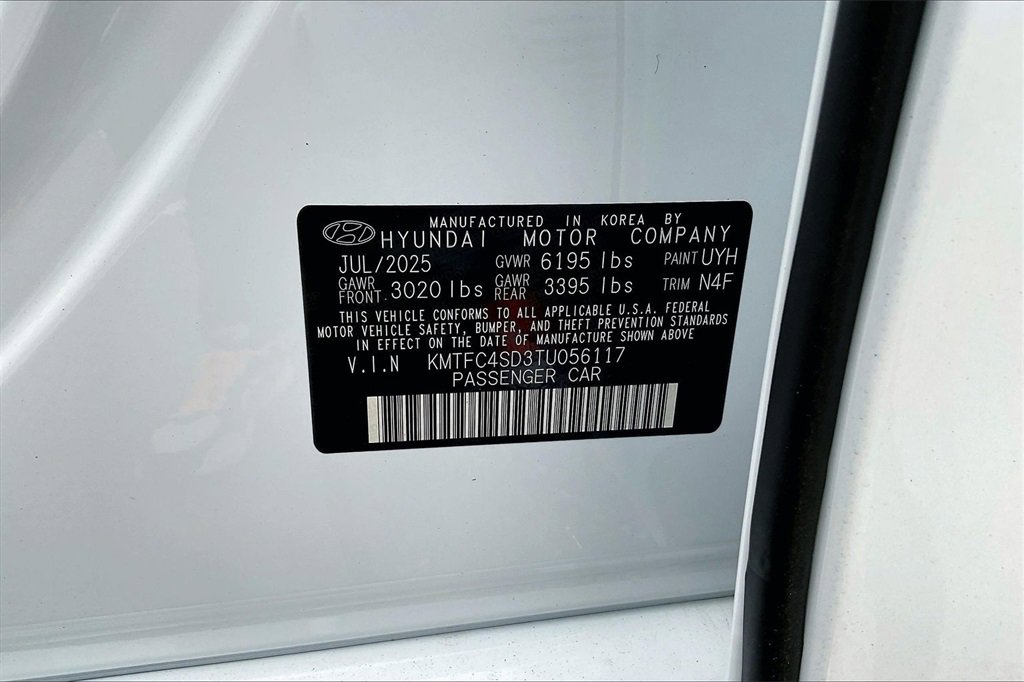 MANUFACTURED IN KOREA BY
HYUNDAI MOTOR COMPANY
JUL/2025 GVWR 6195 lbs PAINT UYH
GAWR FRONT. 3020 lbs GAWR REAR 3395 lbs TRIM N4F
THIS VEHICLE CONFORMS TO ALL APPLICABLE U.S.A. FEDERAL
MOTOR VEHICLE SAFETY, BUMPER, AND THEFT PREVENTION STANDARDS
IN EFFECT ON THE DATE OF MANUFACTURE SHOWN ABOVE
V.I.N KMTFC4SD3TU056117
PASSENGER CAR